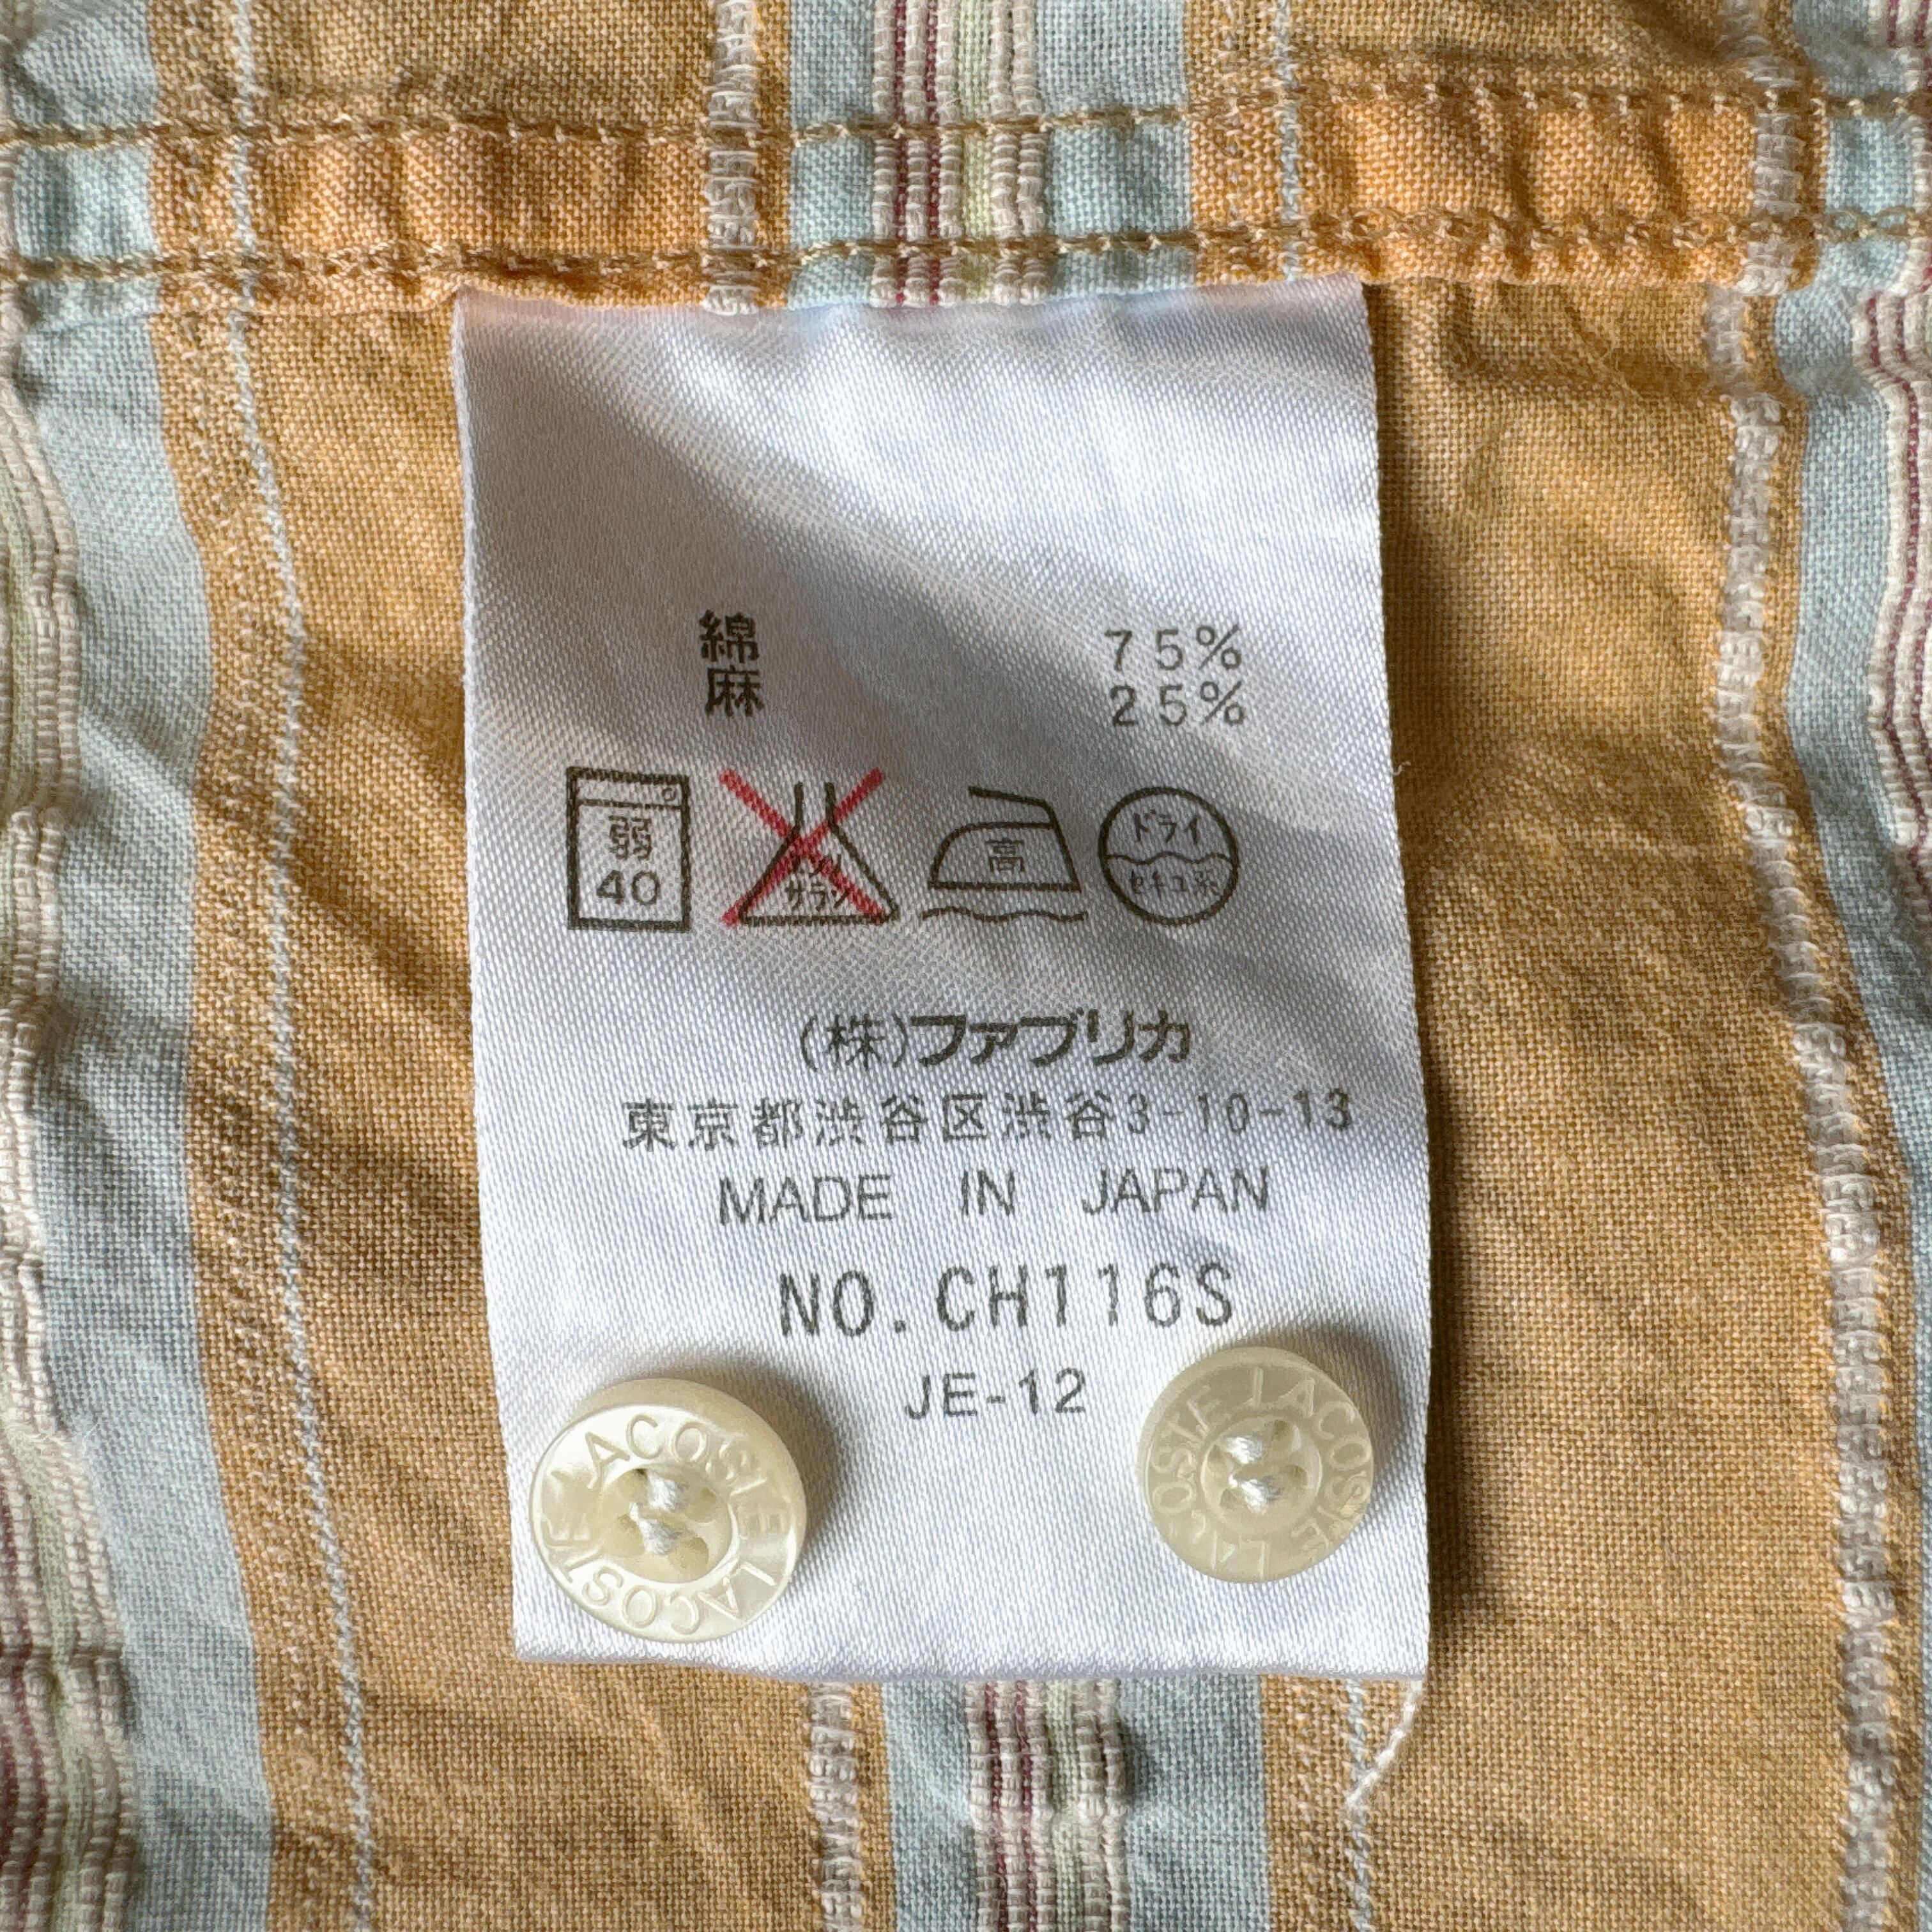 綿 75%
麻 25%
弱
40
サラシ
高
ドライ
セキユ系
(株)ファブリカ
東京都渋谷区渋谷3-10-13
MADE IN JAPAN
NO.CH116S
JE-12
LACOSTE LACOSTE
LACOSTE LACOSTE